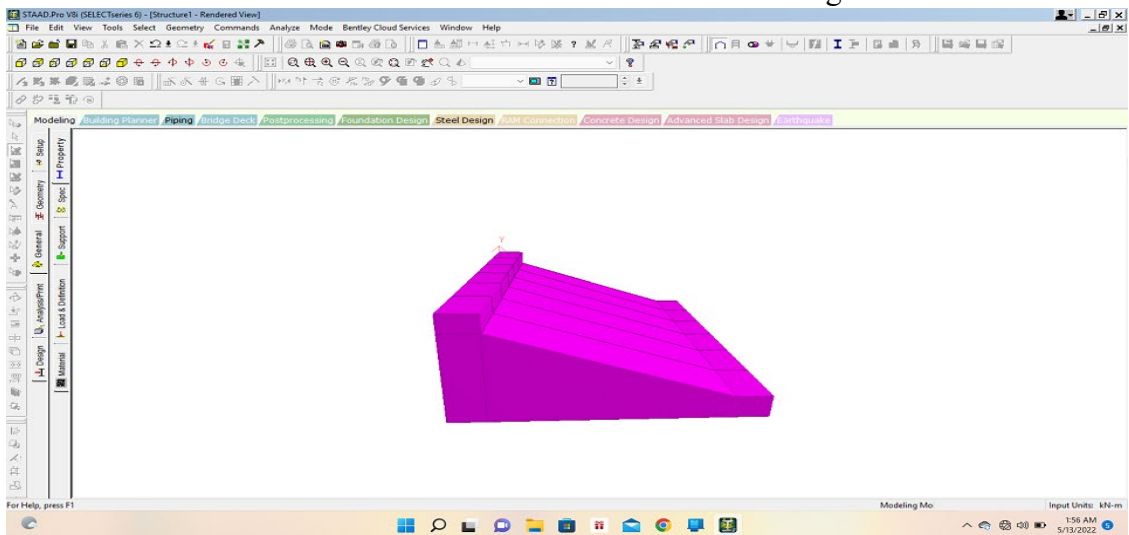 STAAD.Pro V8i (SELECTseries 6) - [Structure1 - Rendered View]
File Edit View Tools Select Geometry Commands Analyze Mode Bentley Cloud Services Window Help
Modeling Building Planner Piping Bridge Deck Postprocessing Foundation Design Steel Design RAM Connection Concrete Design Advanced Slab Design Earthquake
Setup
Geometry
General
Analysis/Print
Design
Property
Spec
Support
Load & Definition
Material
Y
For Help, press F1
Modeling Mo
Input Units: kN-m
1:56 AM
5/13/2022